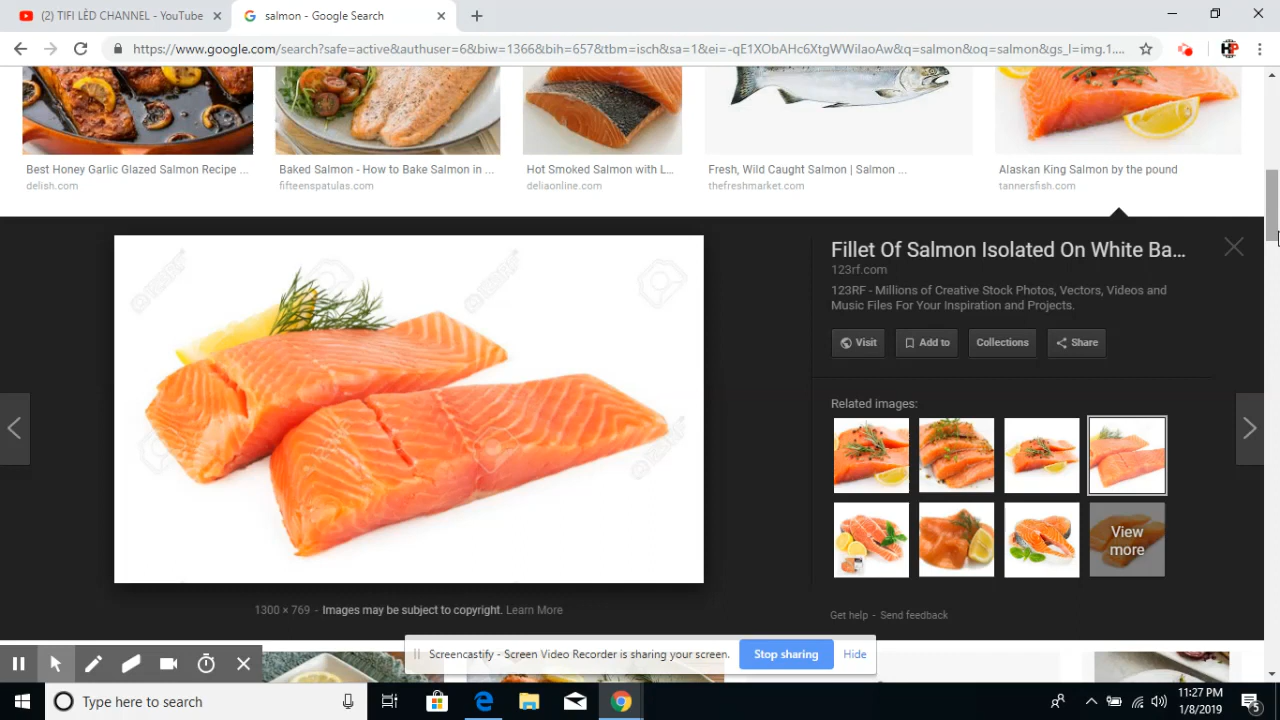 (2) TIFI LÈD CHANNEL - YouTube
salmon - Google Search
https://www.google.com/search?safe=active&authuser=6&biw=1366&bih=657&tbm=isch&sa=1&ei=-qE1XObAHc6XtgWWiIaoAw&q=salmon&oq=salmon&gs_l=img.1....
Best Honey Garlic Glazed Salmon Recipe ...
delish.com
Baked Salmon - How to Bake Salmon in ...
fifteenspatulas.com
Hot Smoked Salmon with L...
deliaonline.com
Fresh, Wild Caught Salmon | Salmon ...
thefreshmarket.com
Alaskan King Salmon by the pound
tannersfish.com
Fillet Of Salmon Isolated On White Ba...
123rf.com
123RF - Millions of Creative Stock Photos, Vectors, Videos and
Music Files For Your Inspiration and Projects.
Visit
Add to
Collections
Share
Related images:
View
more
1300 × 769 - Images may be subject to copyright. Learn More
Get help - Send feedback
Screencastify - Screen Video Recorder is sharing your screen.
Stop sharing
Hide
Type here to search
11:27 PM
1/8/2019
5